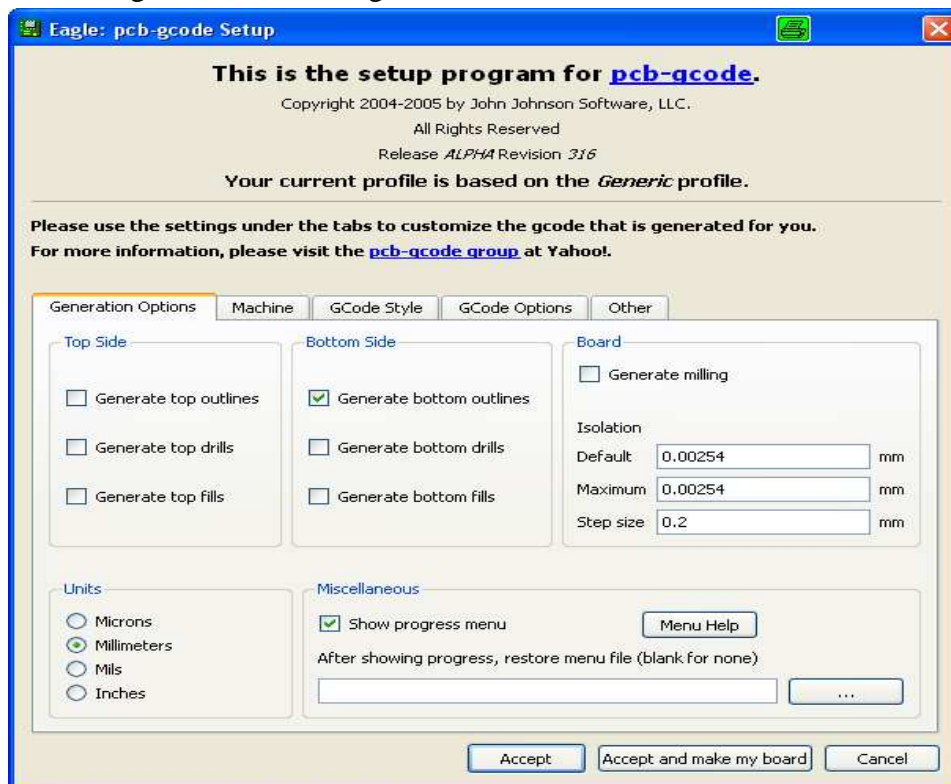 Eagle: pcb-gcode Setup
This is the setup program for pcb-gcode.
Copyright 2004-2005 by John Johnson Software, LLC.
All Rights Reserved
Release ALPHA Revision 316
Your current profile is based on the Generic profile.
Please use the settings under the tabs to customize the gcode that is generated for you.
For more information, please visit the pcb-gcode group at Yahoo!.
Generation Options Machine GCode Style GCode Options Other
Top Side
Generate top outlines
Generate top drills
Generate top fills
Bottom Side
Generate bottom outlines
Generate bottom drills
Generate bottom fills
Board
Generate milling
Isolation
Default 0.00254 mm
Maximum 0.00254 mm
Step size 0.2 mm
Units
Microns
Millimeters
Mils
Inches
Miscellaneous
Show progress menu Menu Help
After showing progress, restore menu file (blank for none)
...
Accept Accept and make my board Cancel